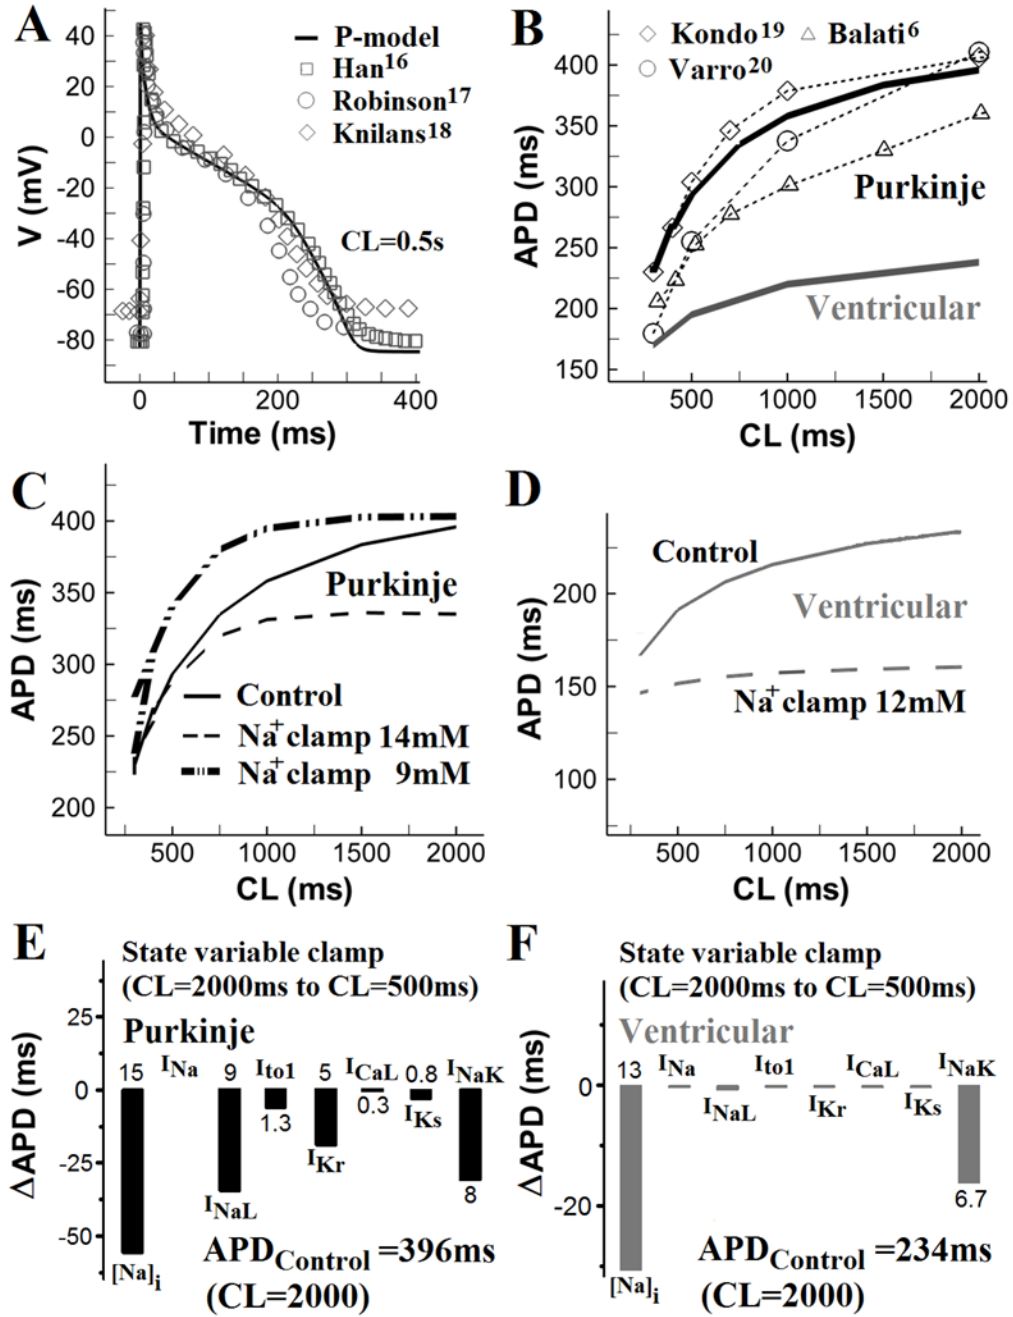 A
40
20
0
-20
-40
-60
-80
V (mV)
P-model
Han16
Robinson17
Knilans18
CL=0.5s
0 200 400
Time (ms)
B
Kondo19 Balati6
Varro20
400
350
300
250
200
150
APD (ms)
Purkinje
Ventricular
500 1000 1500 2000
CL (ms)
C
400
350
300
250
200
APD (ms)
Purkinje
Control
Na+ clamp 14mM
Na+ clamp 9mM
500 1000 1500 2000
CL (ms)
D
200
150
100
APD (ms)
Control
Ventricular
Na+ clamp 12mM
500 1000 1500 2000
CL (ms)
E
State variable clamp
(CL=2000ms to CL=500ms)
Purkinje
25
0
-25
-50
ΔAPD (ms)
15 INa 9 Ito1 5 ICaL 0.8 INaK
1.3 0.3 IKs
IKr
INaL 8
APDControl =396ms
[Na]i
(CL=2000)
F
State variable clamp
(CL=2000ms to CL=500ms)
Ventricular
0
-20
ΔAPD (ms)
13 INa Ito1 ICaL INaK
INaL IKr IKs
6.7
APDControl =234ms
[Na]i
(CL=2000)